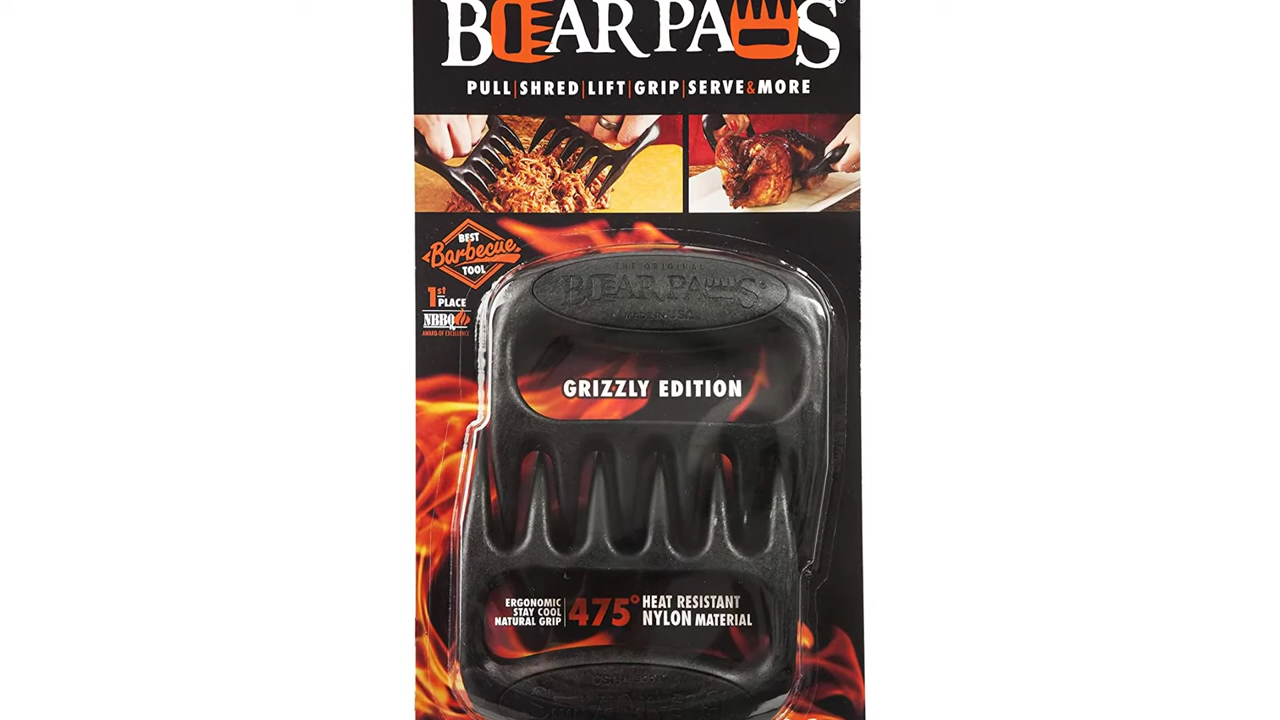 BEAR PAWS®
PULL|SHRED|LIFT|GRIP|SERVE&MORE
BEST
Barbecue
TOOL
1st
PLACE
NBBQ
AWARD OF EXCELLENCE
THE ORIGINAL
BEAR PAWS
MADE IN USA
GRIZZLY EDITION
ERGONOMIC
STAY COOL
NATURAL GRIP
475°
HEAT RESISTANT
NYLON MATERIAL